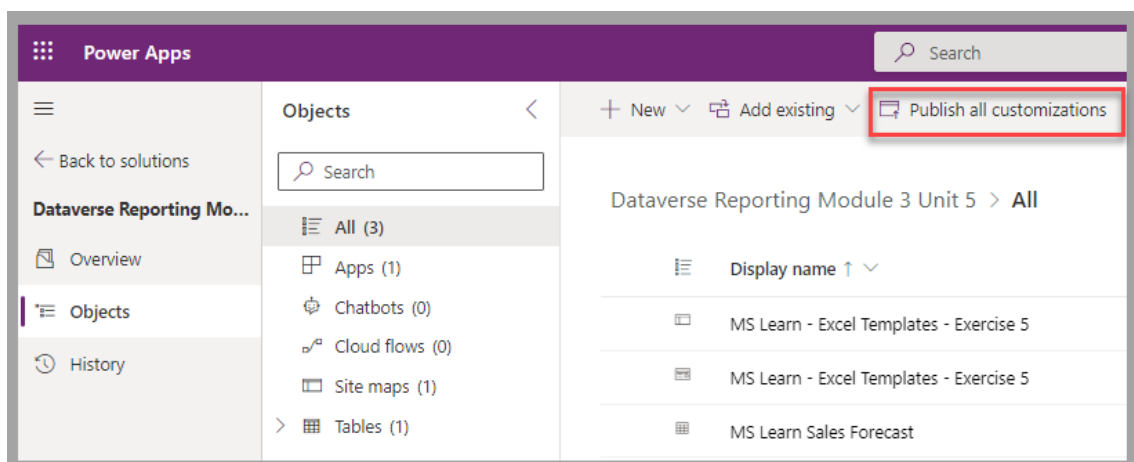 Power Apps
Search
Objects
New
Add existing
Publish all customizations
Back to solutions
Search
Dataverse Reporting Mo...
Dataverse Reporting Module 3 Unit 5 > All
All (3)
Overview
Apps (1)
Display name ↑
Objects
Chatbots (0)
MS Learn - Excel Templates - Exercise 5
Cloud flows (0)
History
Site maps (1)
MS Learn - Excel Templates - Exercise 5
Tables (1)
MS Learn Sales Forecast